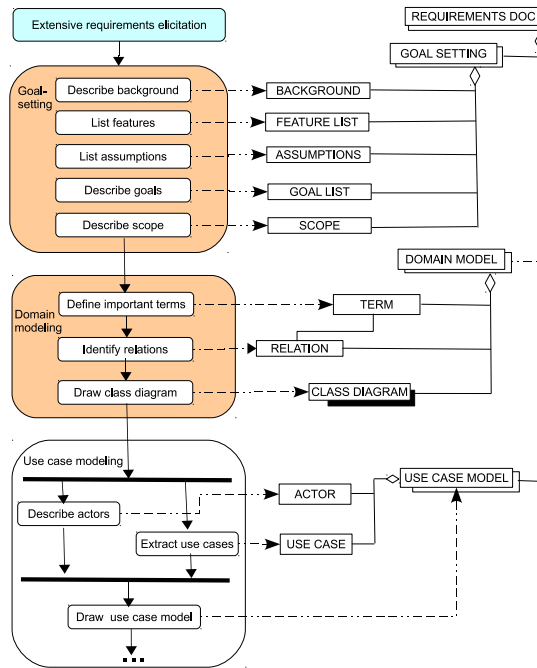 Extensive requirements elicitation
REQUIREMENTS DOC
GOAL SETTING
Goal-
setting
Describe background
BACKGROUND
List features
FEATURE LIST
List assumptions
ASSUMPTIONS
Describe goals
GOAL LIST
Describe scope
SCOPE
DOMAIN MODEL
Define important terms
TERM
Domain
modeling
Identify relations
RELATION
Draw class diagram
CLASS DIAGRAM
Use case modeling
USE CASE MODEL
Describe actors
ACTOR
Extract use cases
USE CASE
Draw use case model